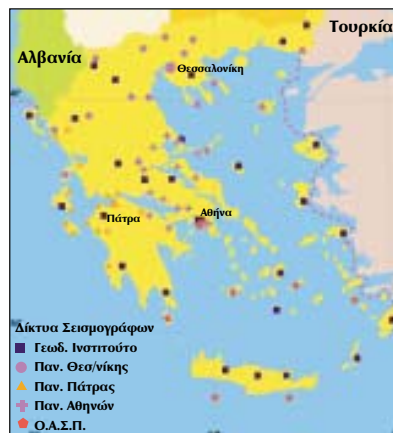 Τουρκία
Αλβανία
Θεσσαλονίκη
Αθήνα
Πάτρα
Δίκτυα Σεισμογράφων
Γεωδ. Ινστιτούτο
Παν. Θεσ/νίκης
Παν. Πάτρας
Παν. Αθηνών
Ο.Α.Σ.Π.